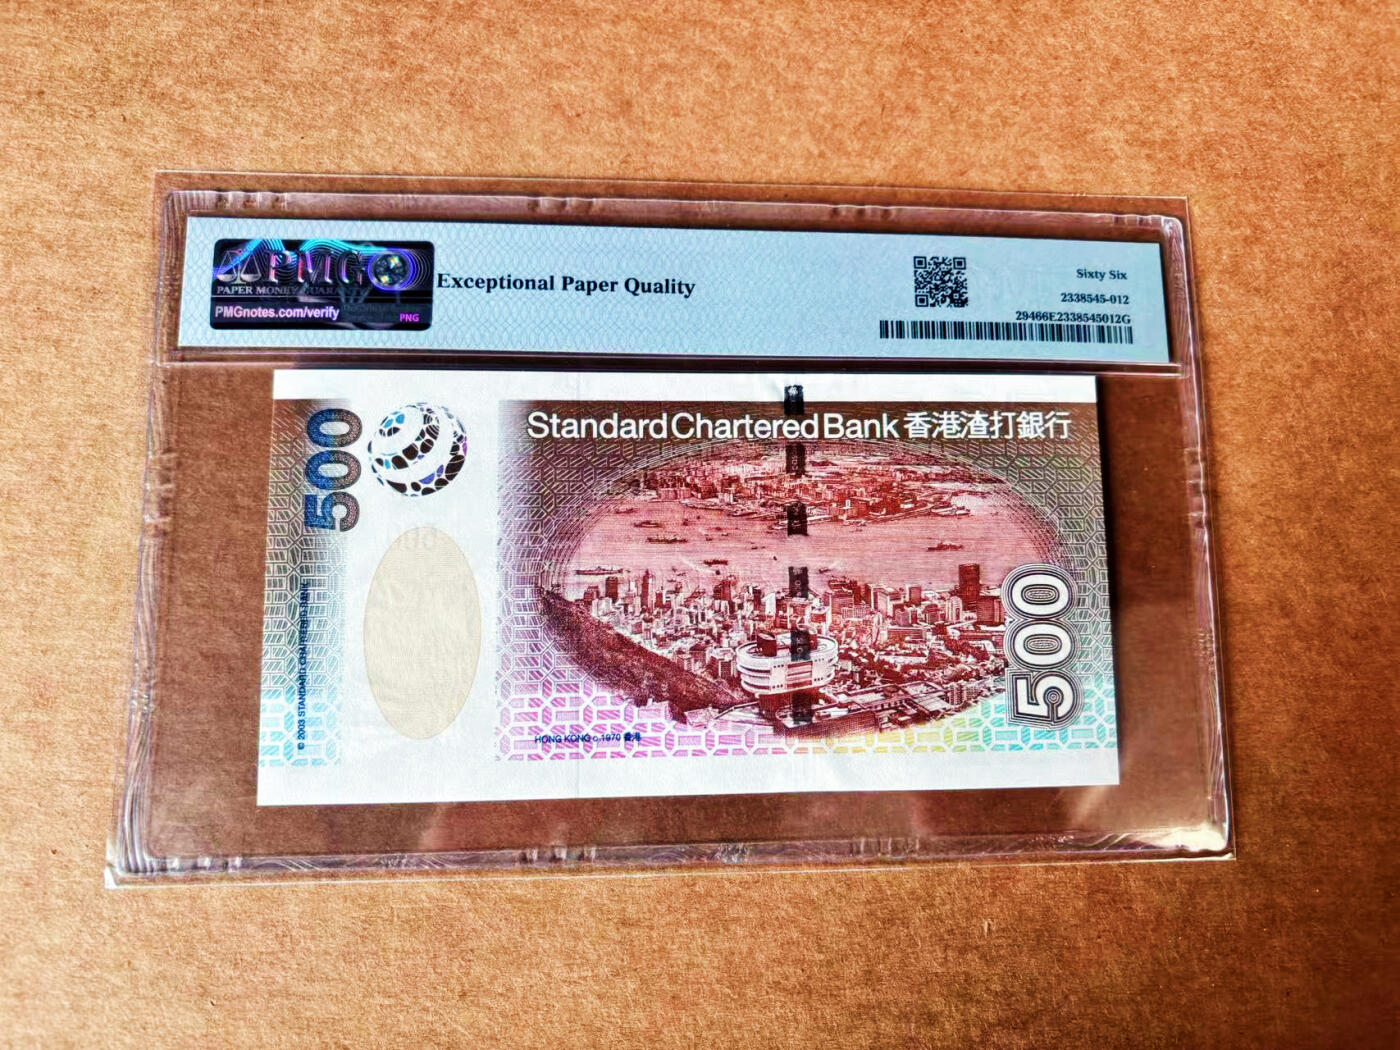 PMG
PAPER MONEY GUARANTY
PMGnotes.com/verify
PNG
Exceptional Paper Quality
Sixty Six
2338545-012
29466E2338545012G
500
Standard Chartered Bank 香港渣打銀行
© 2003 STANDARD CHARTERED BANK
500
HONG KONG c.1970 香港